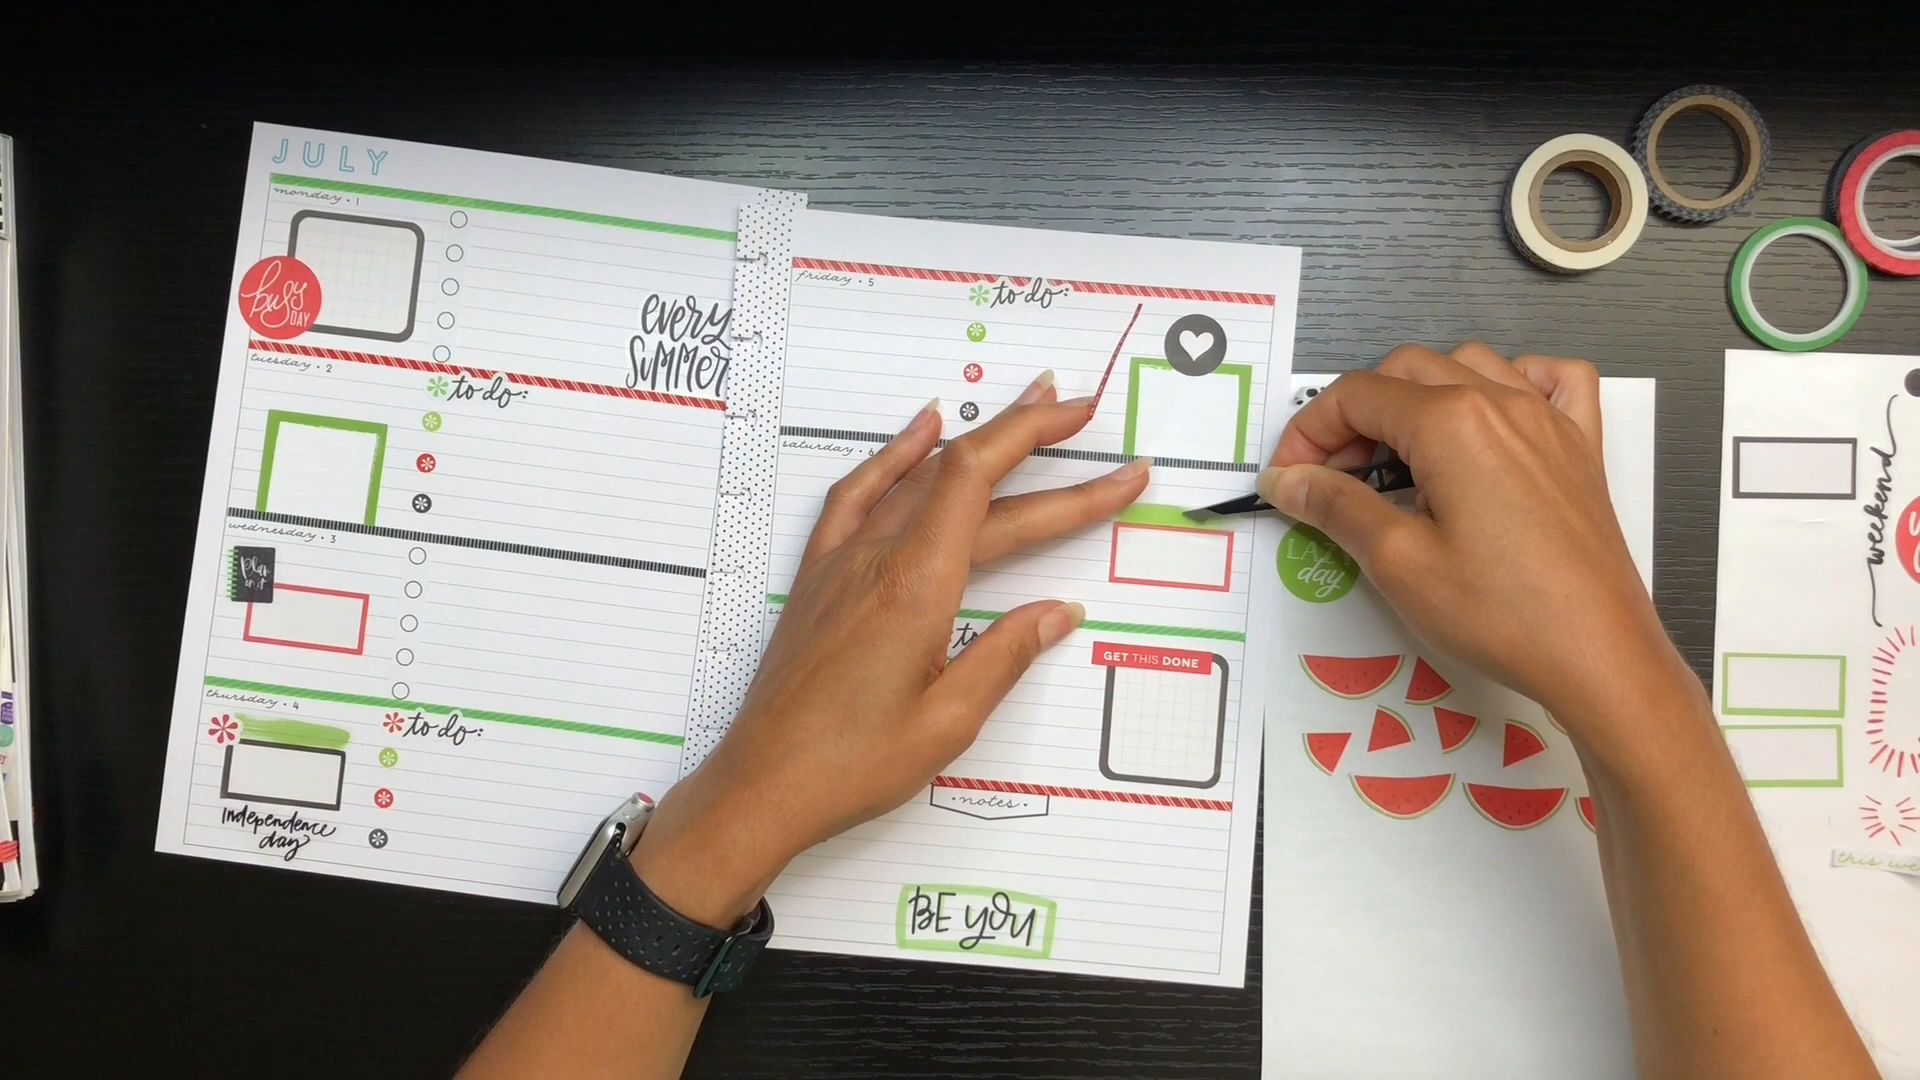 JULY
monday • 1
busy
DAY
every
summer
tuesday • 2
to do:
wednesday • 3
plan
on it
thursday • 4
to do:
independence
day
friday • 5
to do:
saturday • 6
to
GET THIS DONE
• notes •
BE YOU
LAZY
day
weekend